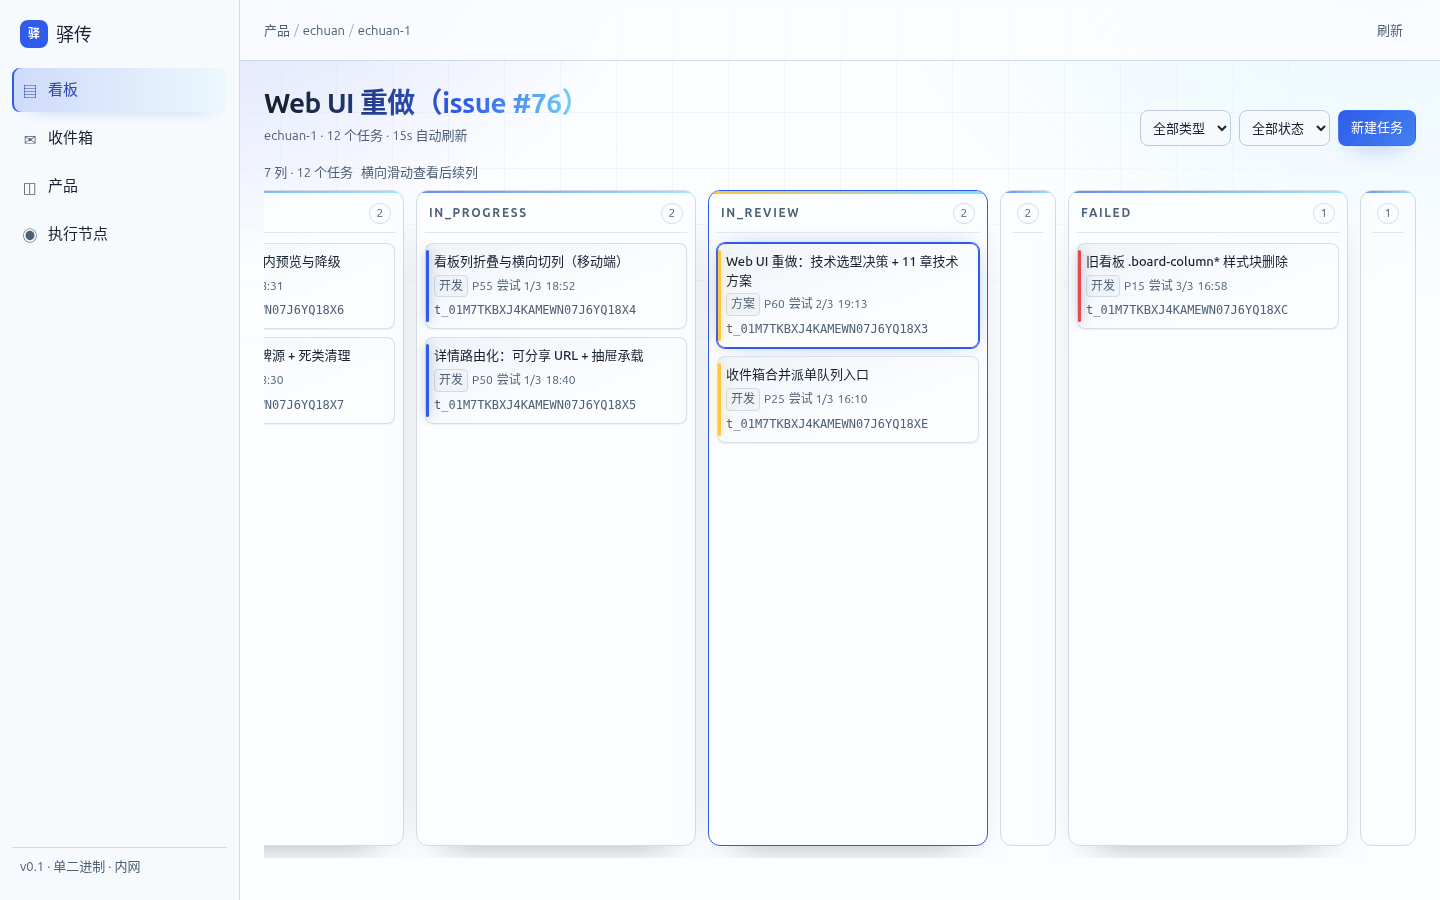 驿 驿传
看板
收件箱
产品
执行节点
v0.1 · 单二进制 · 内网
产品 / echuan / echuan-1
刷新
Web UI 重做（issue #76）
echuan-1 · 12 个任务 · 15s 自动刷新
全部类型
全部状态
新建任务
7 列 · 12 个任务 横向滑动查看后续列
2
内预览与降级
:31
N07J6YQ18X6
源 + 死类清理
:30
N07J6YQ18X7
IN_PROGRESS 2
看板列折叠与横向切列（移动端）
开发 P55 尝试 1/3 18:52
t_01M7TKBXJ4KAMEWN07J6YQ18X4
详情路由化：可分享 URL + 抽屉承载
开发 P50 尝试 1/3 18:40
t_01M7TKBXJ4KAMEWN07J6YQ18X5
IN_REVIEW 2
Web UI 重做：技术选型决策 + 11 章技术
方案
方案 P60 尝试 2/3 19:13
t_01M7TKBXJ4KAMEWN07J6YQ18X3
收件箱合并派单队列入口
开发 P25 尝试 1/3 16:10
t_01M7TKBXJ4KAMEWN07J6YQ18XE
2
FAILED 1
旧看板 .board-column* 样式块删除
开发 P15 尝试 3/3 16:58
t_01M7TKBXJ4KAMEWN07J6YQ18XC
1